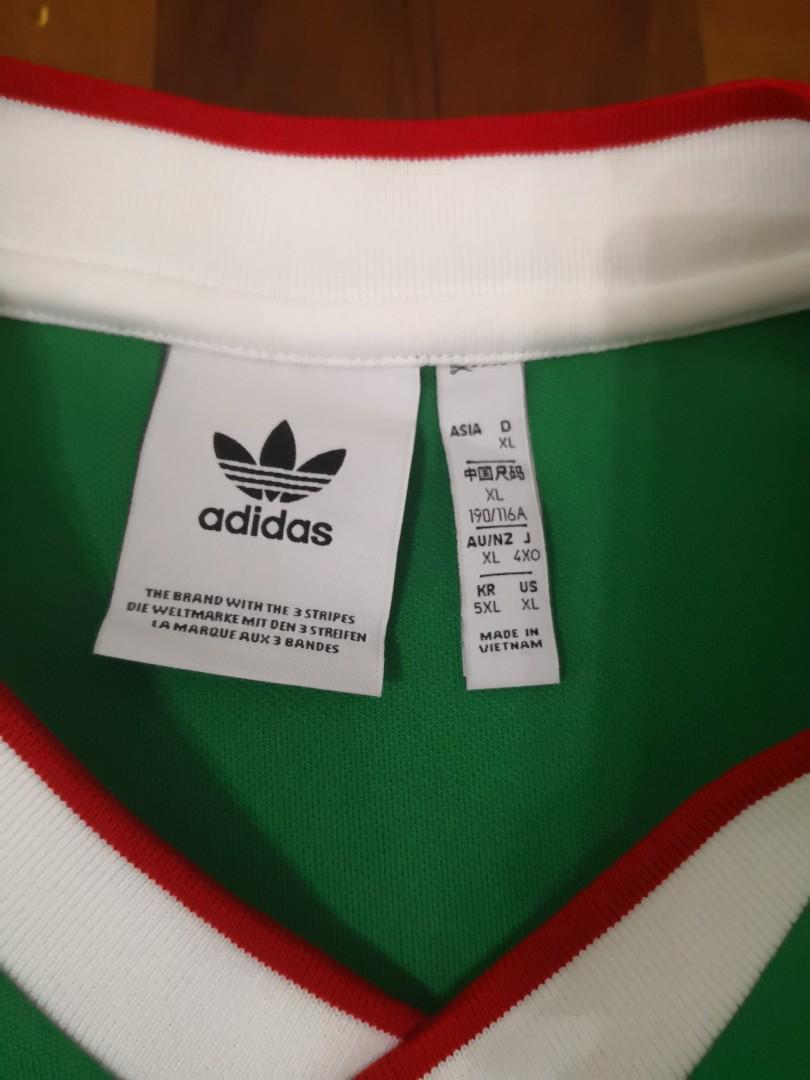 adidas
THE BRAND WITH THE 3 STRIPES
DIE WELTMARKE MIT DEN 3 STREIFEN
LA MARQUE AUX 3 BANDES
ASIA D
XL
中国尺码
XL
190/116A
AU/NZ J
XL 4XO
KR US
5XL XL
MADE IN
VIETNAM